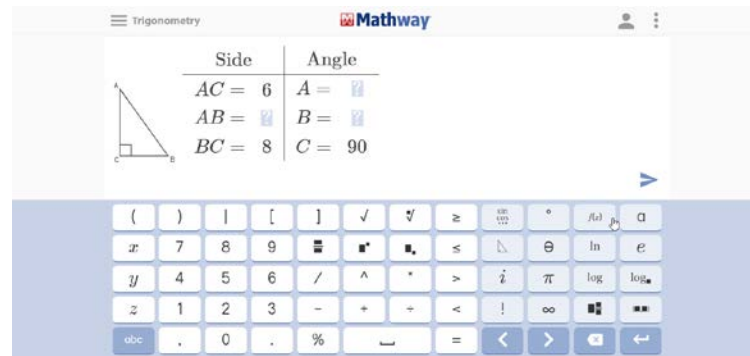 Trigonometry Mathway
Side Angle
AC = 6 A = ?
AB = ? B = ?
BC = 8 C = 90
A
C B
( ) | [ ] √ ≥ ° f(x) α
x 7 8 9 ≤ θ ln e
y 4 5 6 / ^ * > i π log log
z 1 2 3 - + ÷ < ! ∞
abc , 0 . % = < >